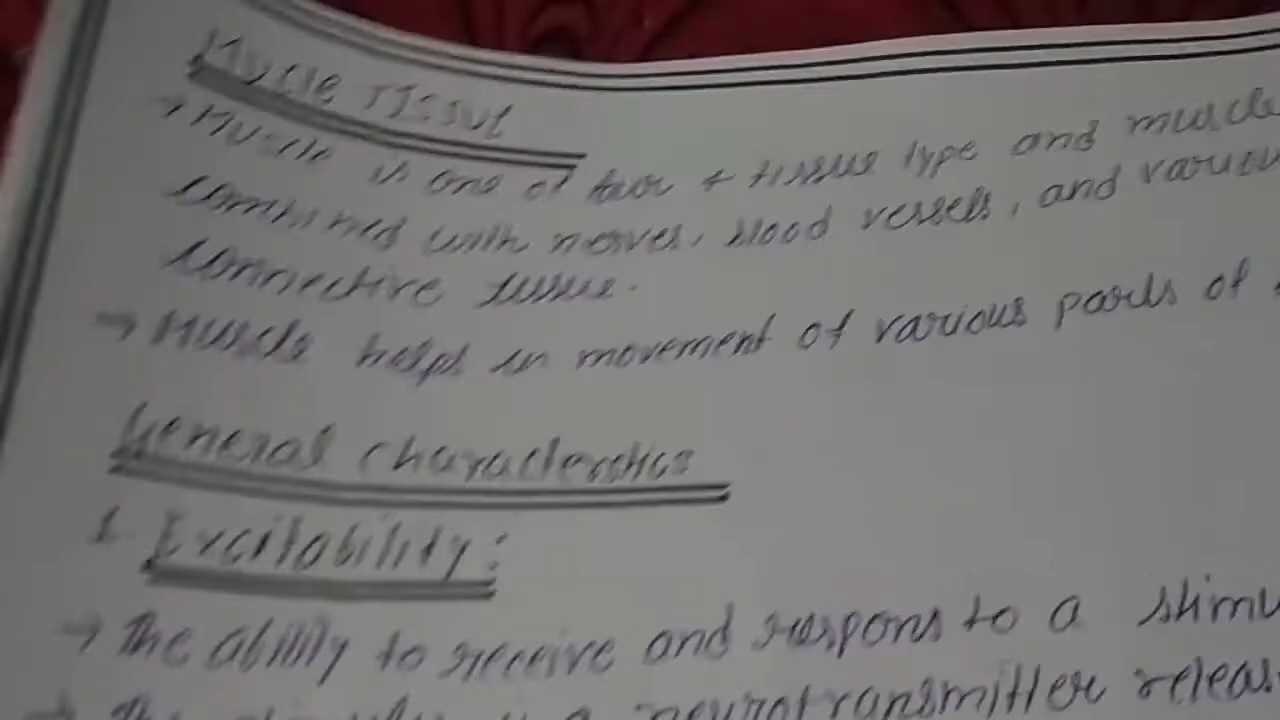 Muscle Tissue
→ Muscle is one of four + tissue type and muscle
combined with nerves, blood vessels, and various
connective tissue.
→ Muscle helps in movement of various parts of
General characterstics
1. Excitability:
→ The ability to receive and respons to a stimu
→ The neurotransmitter releas